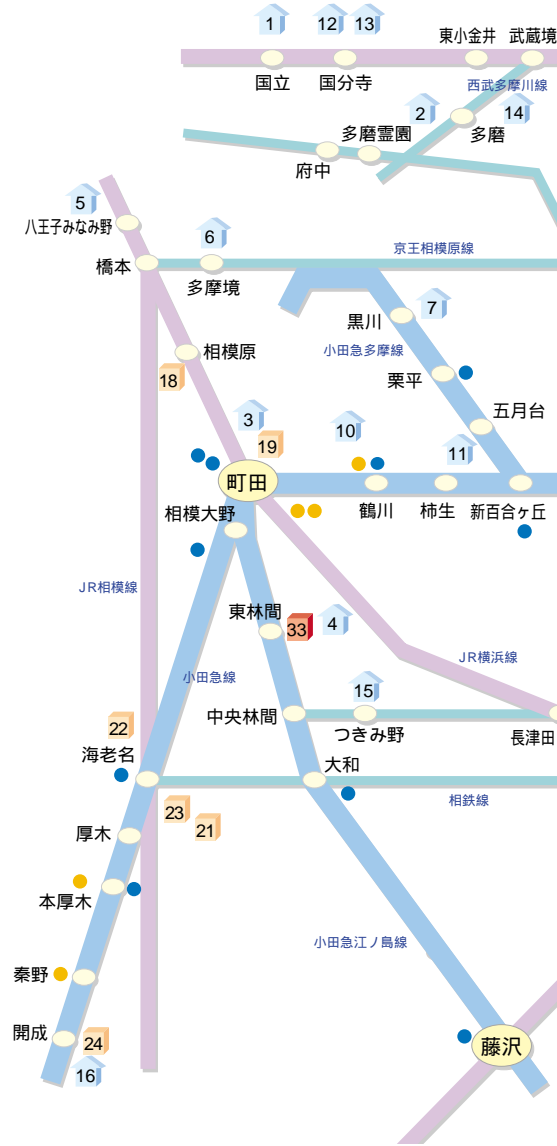 1
12
13
東小金井
武蔵境
国立
国分寺
西武多摩川線
2
14
多磨霊園
多磨
府中
5
八王子みなみ野
6
京王相模原線
橋本
多摩境
7
黒川
小田急多摩線
相模原
栗平
18
3
10
五月台
19
11
町田
鶴川
柿生
新百合ヶ丘
相模大野
JR相模線
東林間
33
4
JR横浜線
小田急線
15
中央林間
つきみ野
長津田
22
海老名
大和
相鉄線
23
21
厚木
本厚木
小田急江ノ島線
秦野
開成
24
藤沢
16